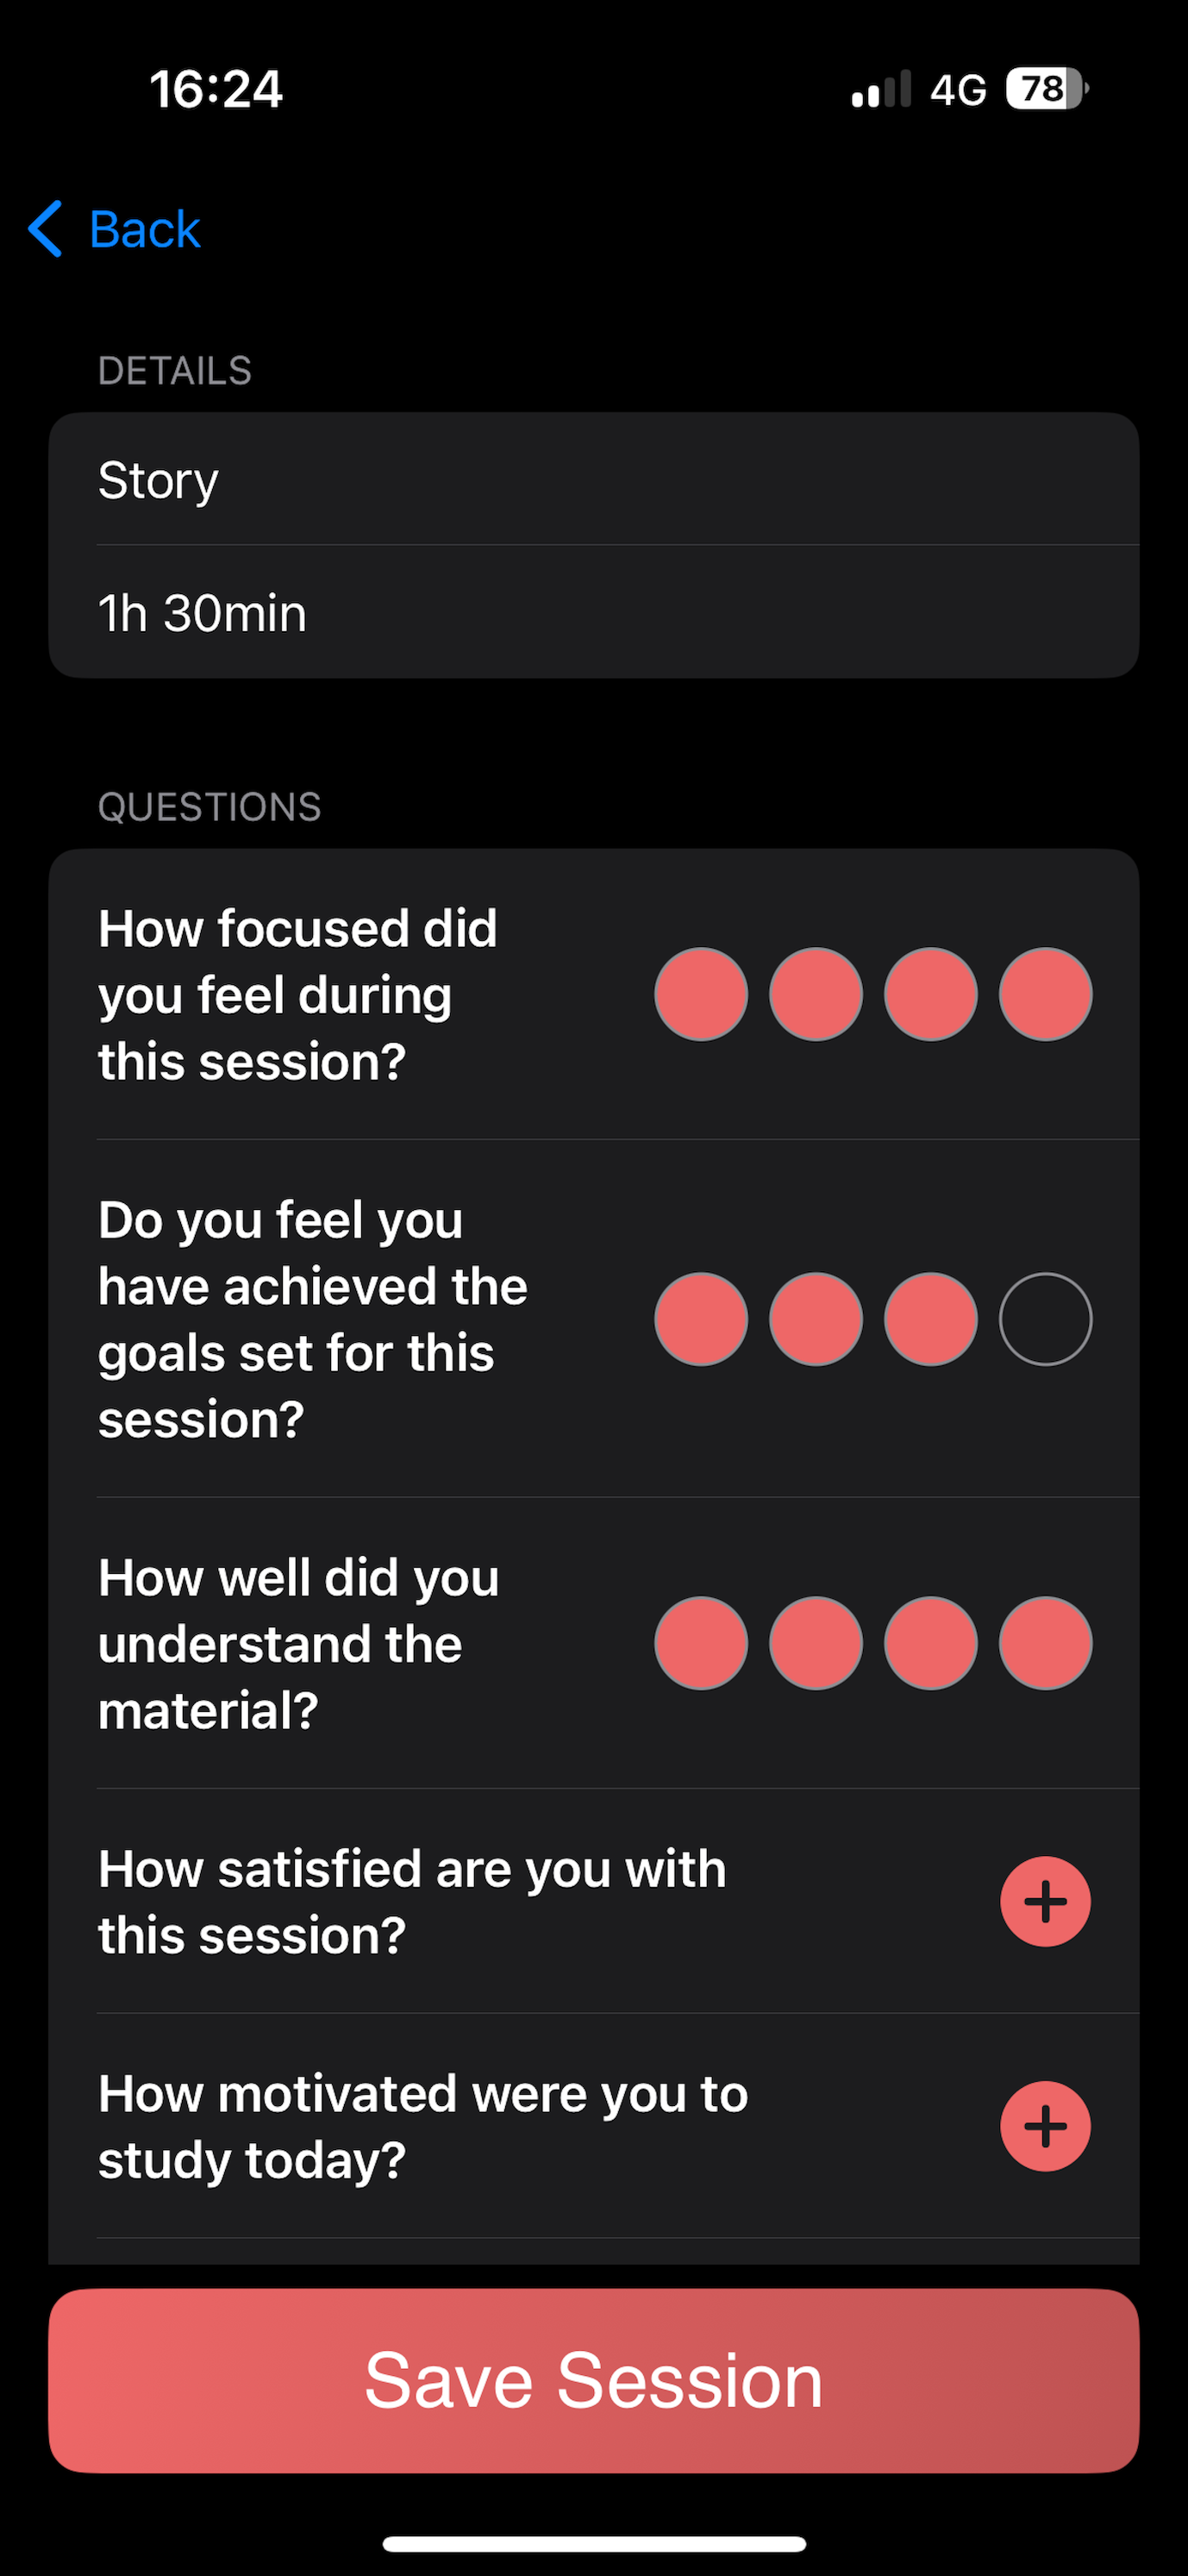 16:24
4G
78
Back
DETAILS
Story
1h 30min
QUESTIONS
How focused did
you feel during
this session?
Do you feel you
have achieved the
goals set for this
session?
How well did you
understand the
material?
How satisfied are you with
this session?
How motivated were you to
study today?
Save Session